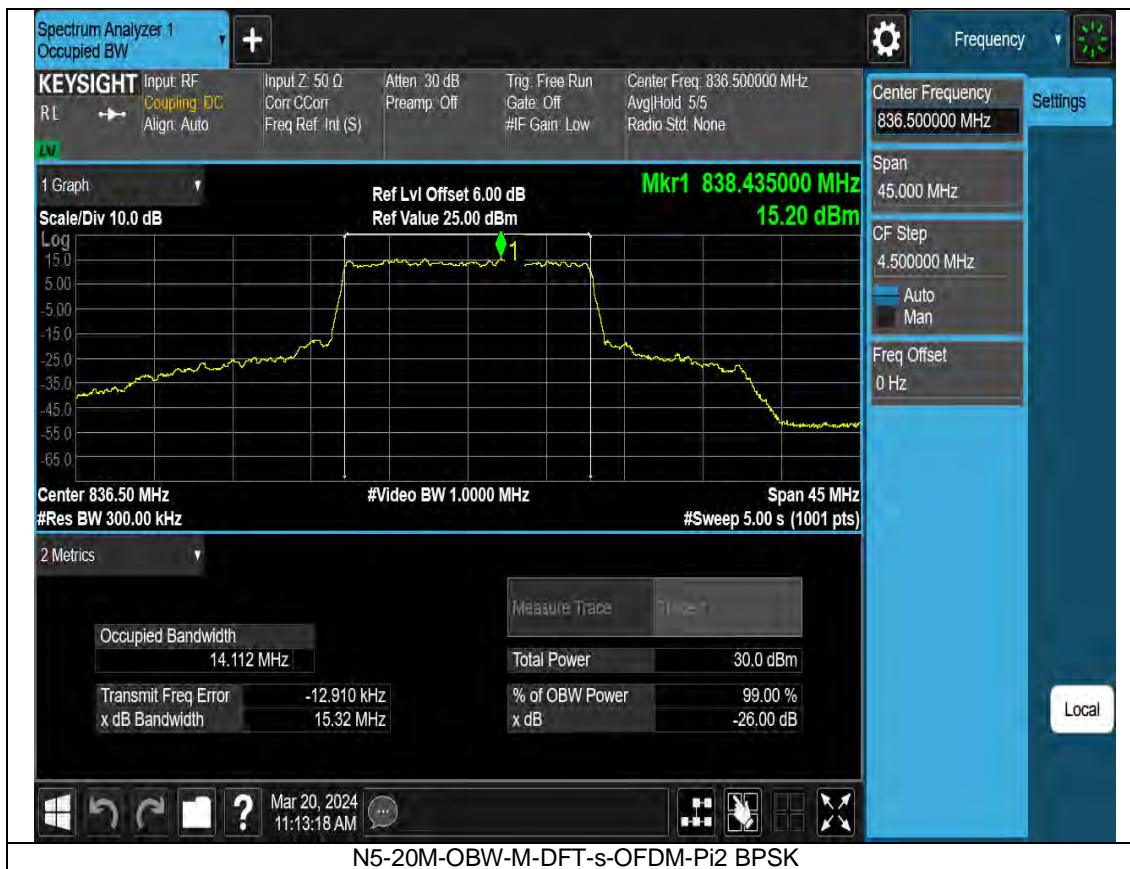 Spectrum Analyzer 1
Occupied BW
Frequency
KEYSIGHT
RL
Input: RF
Coupling: DC
Align: Auto
Input Z: 50 Ω
Corr CCorr
Freq Ref: Int (S)
Atten: 30 dB
Preamp: Off
Trig: Free Run
Gate: Off
#IF Gain: Low
Center Freq: 836.500000 MHz
Avg|Hold: 5/5
Radio Std: None
Center Frequency
836.500000 MHz
Settings
Span
45.000 MHz
CF Step
4.500000 MHz
Auto
Man
Freq Offset
0 Hz
Local
1 Graph
Scale/Div 10.0 dB
Ref Lvl Offset 6.00 dB
Ref Value 25.00 dBm
Mkr1 838.435000 MHz
15.20 dBm
Log
1
15.0
5.00
-5.00
-15.0
-25.0
-35.0
-45.0
-55.0
-65.0
Center 836.50 MHz
#Video BW 1.0000 MHz
Span 45 MHz
#Res BW 300.00 kHz
#Sweep 5.00 s (1001 pts)
2 Metrics
Measure Trace
Occupied Bandwidth
14.112 MHz
Total Power 30.0 dBm
Transmit Freq Error -12.910 kHz
% of OBW Power 99.00 %
x dB Bandwidth 15.32 MHz
x dB -26.00 dB
?
Mar 20, 2024
11:13:18 AM
N5-20M-OBW-M-DFT-s-OFDM-Pi2 BPSK